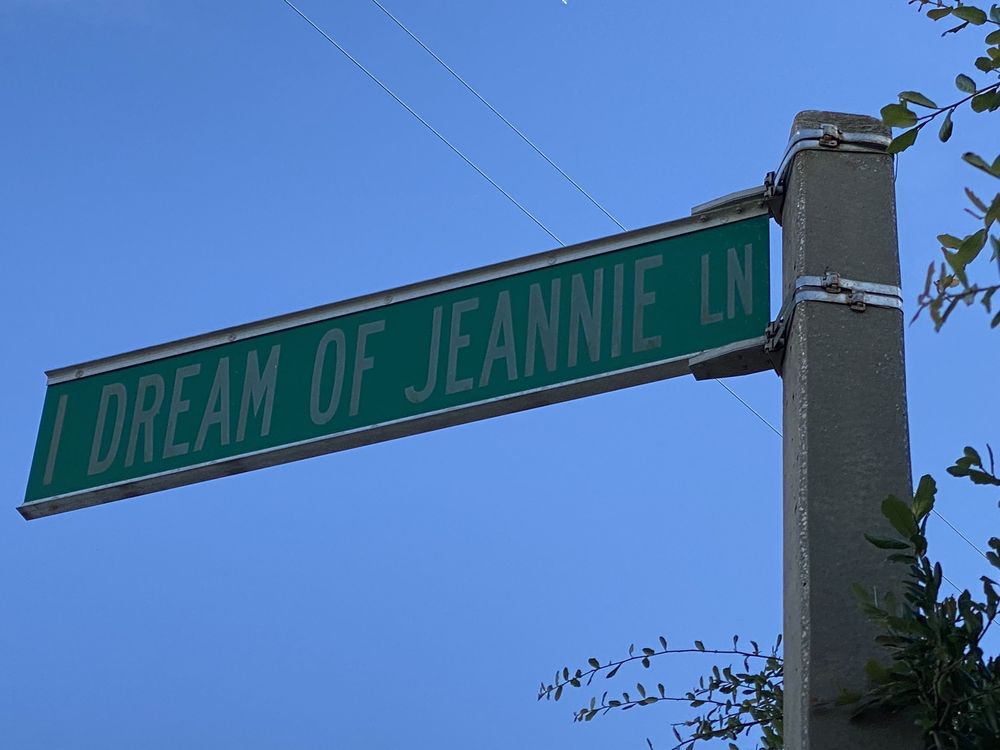 I DREAM OF JEANNIE LN